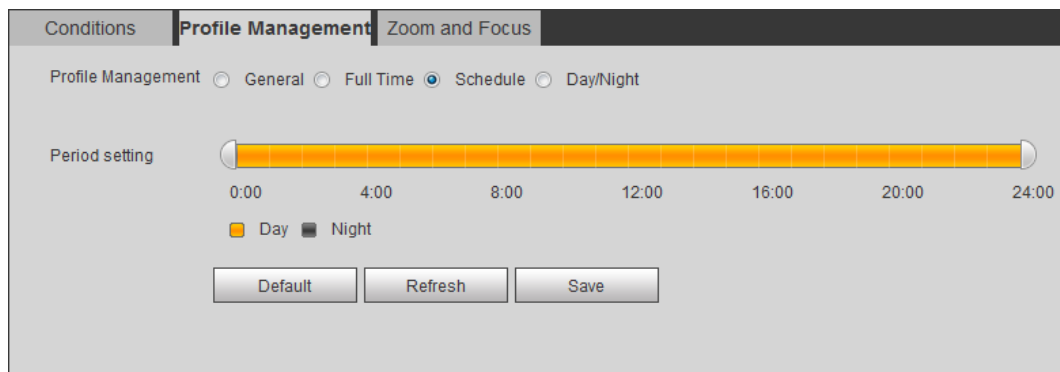 Conditions Profile Management Zoom and Focus
Profile Management General Full Time Schedule Day/Night
Period setting
0:00 4:00 8:00 12:00 16:00 20:00 24:00
Day Night
Default Refresh Save